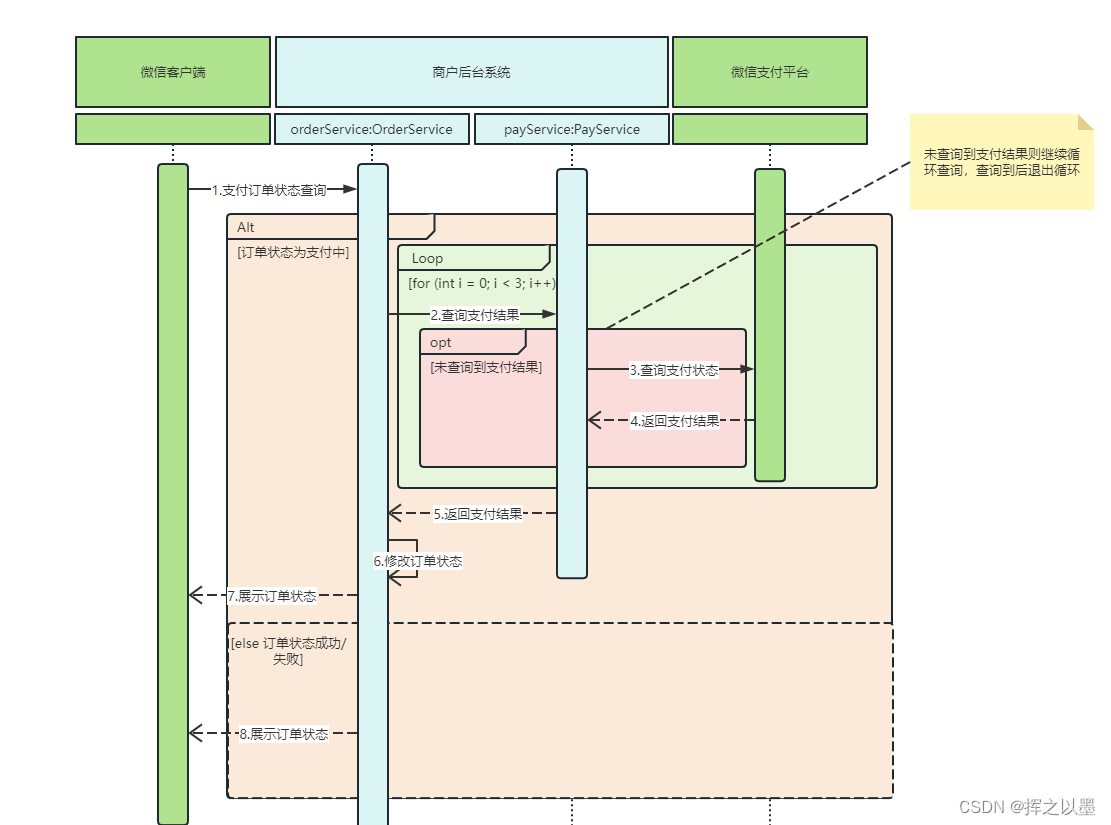 微信客户端
商户后台系统
微信支付平台
orderService:OrderService
payService:PayService
未查询到支付结果则继续循
环查询，查询到后退出循环
1.支付订单状态查询
Alt
[订单状态为支付中]
Loop
[for (int i = 0; i < 3; i++)
2.查询支付结果
opt
[未查询到支付结果]
3.查询支付状态
4.返回支付结果
5.返回支付结果
6.修改订单状态
7.展示订单状态
[else 订单状态成功/
失败]
8.展示订单状态
CSDN @挥之以墨